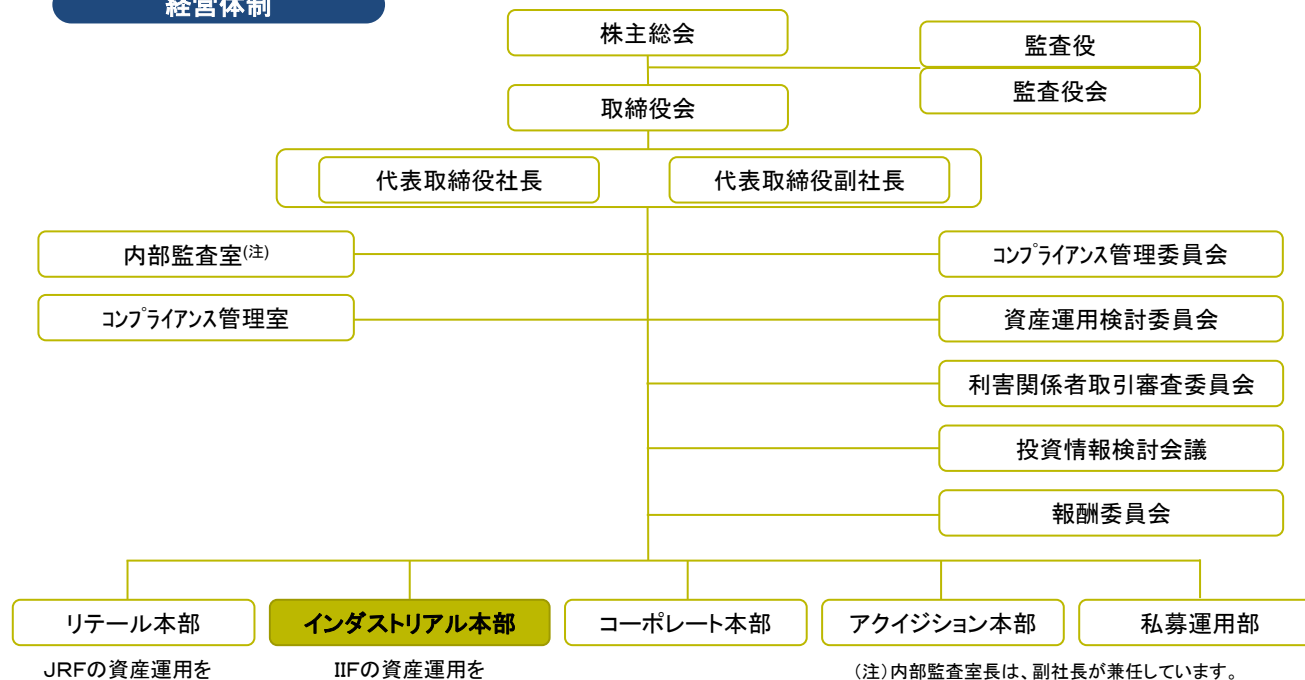 経営体制
株主総会
監査役
監査役会
取締役会
代表取締役社長
代表取締役副社長
内部監査室(注)
コンプライアンス管理委員会
コンプライアンス管理室
資産運用検討委員会
利害関係者取引審査委員会
投資情報検討会議
報酬委員会
リテール本部
インダストリアル本部
コーポレート本部
アクイジション本部
私募運用部
JRFの資産運用を
IIFの資産運用を
(注)内部監査室長は、副社長が兼任しています。